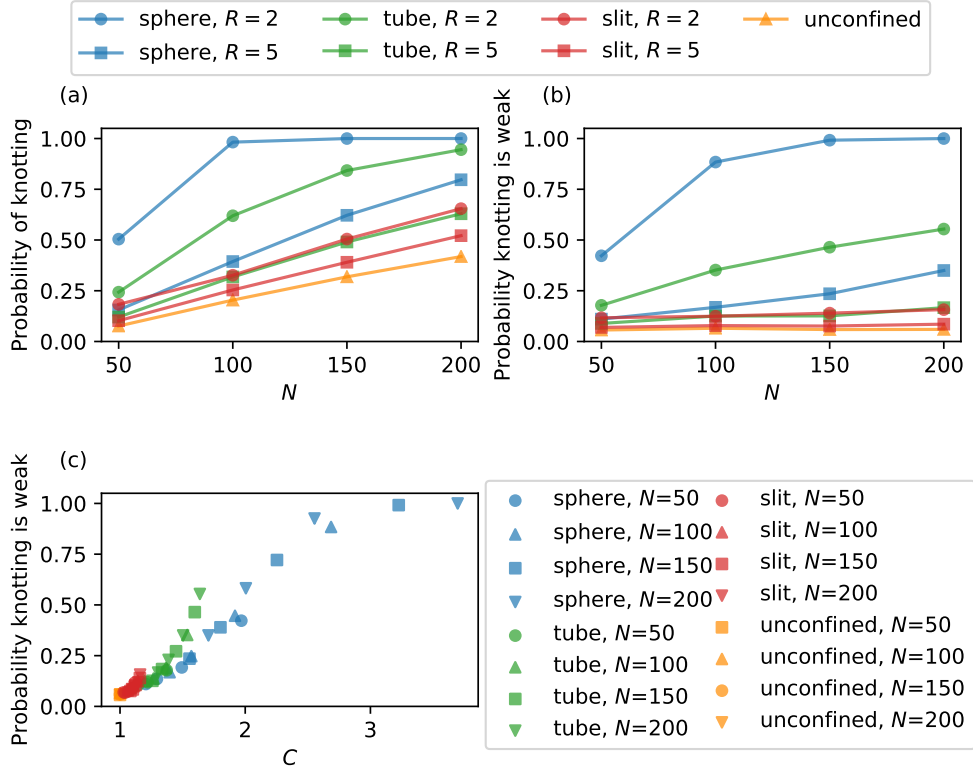 sphere, R = 2 tube, R = 2 slit, R = 2 unconfined
sphere, R = 5 tube, R = 5 slit, R = 5
(a)
Probability of knotting
1.00
0.75
0.50
0.25
0.00
50 100 150 200
N
(b)
Probability knotting is weak
1.00
0.75
0.50
0.25
0.00
50 100 150 200
N
(c)
Probability knotting is weak
1.00
0.75
0.50
0.25
0.00
1 2 3
C
sphere, N=50
sphere, N=100
sphere, N=150
sphere, N=200
tube, N=50
tube, N=100
tube, N=150
tube, N=200
slit, N=50
slit, N=100
slit, N=150
slit, N=200
unconfined, N=50
unconfined, N=100
unconfined, N=150
unconfined, N=200